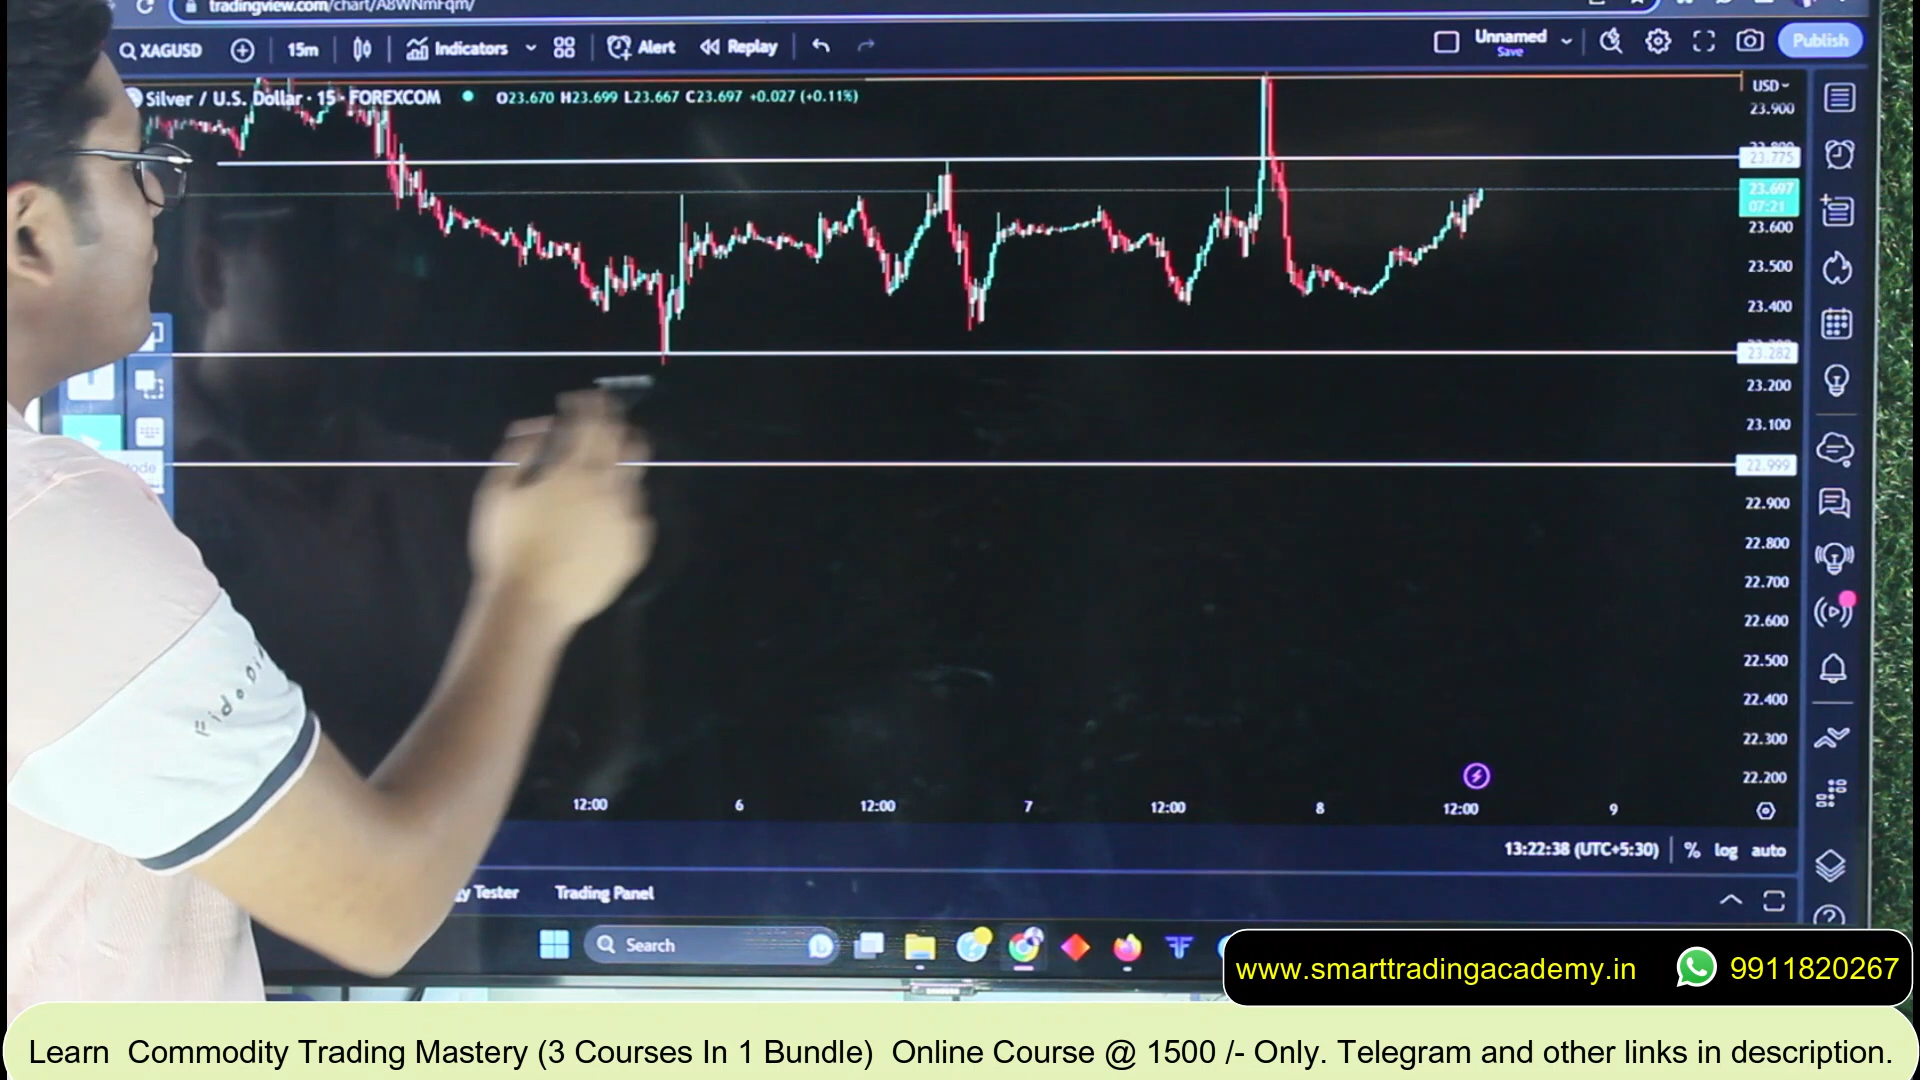 tradingview.com/chart/A8WNmFqm/
XAGUSD 15m Indicators Alert Replay Unnamed Save Publish
Silver / U.S. Dollar · 15 · FOREXCOM O23.670 H23.699 L23.667 C23.697 +0.027 (+0.11%)
USD
23.900
23.775
23.697
07:21
23.600
23.500
23.400
23.282
23.200
23.100
22.999
22.900
22.800
22.700
22.600
22.500
22.400
22.300
22.200
12:00 6 12:00 7 12:00 8 12:00 9
13:22:38 (UTC+5:30) % log auto
Tester Trading Panel
Search
www.smarttradingacademy.in 9911820267
Learn Commodity Trading Mastery (3 Courses In 1 Bundle) Online Course @ 1500 /- Only. Telegram and other links in description.